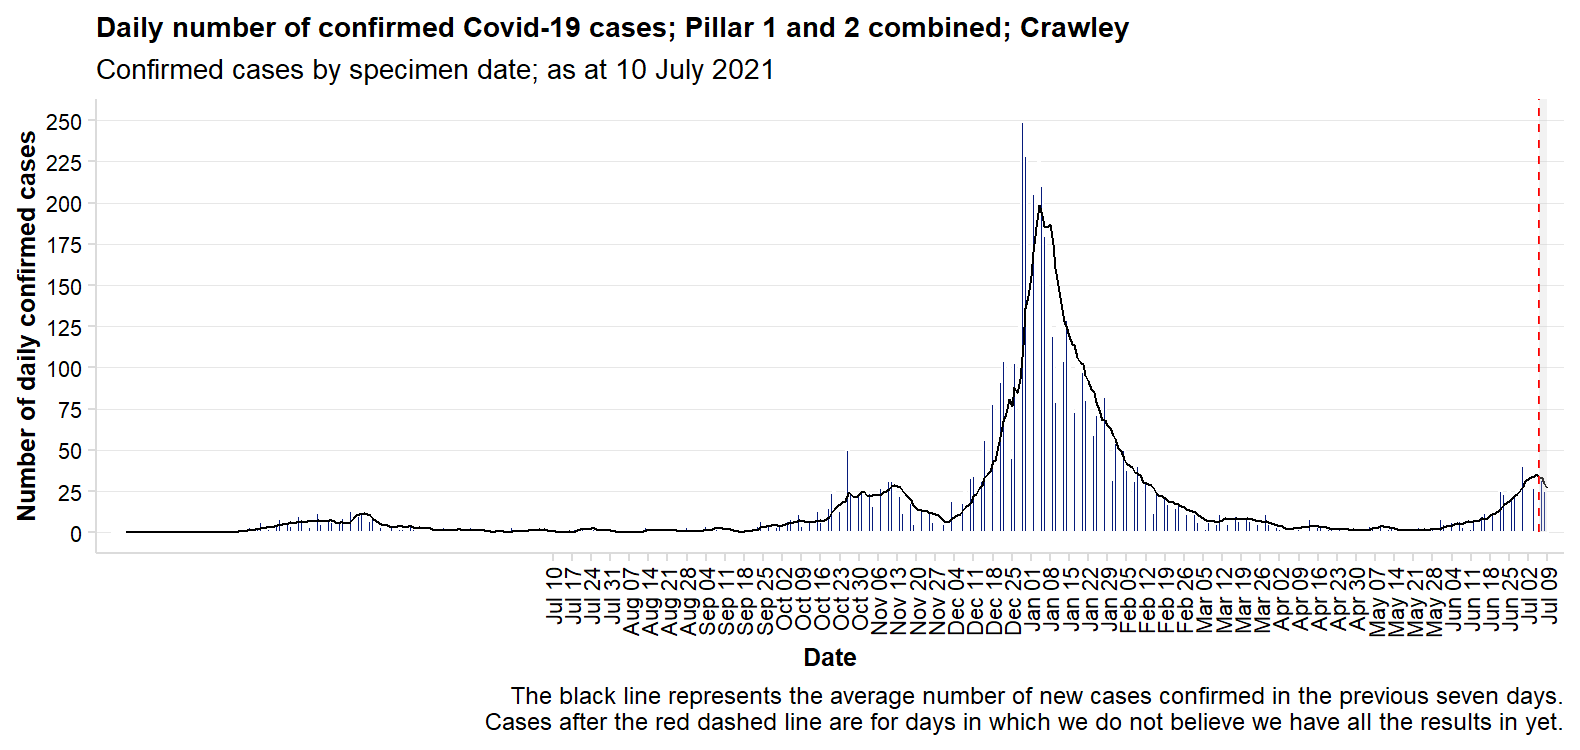 Daily number of confirmed Covid-19 cases; Pillar 1 and 2 combined; Crawley
Confirmed cases by specimen date; as at 10 July 2021
Number of daily confirmed cases
250
225
200
175
150
125
100
75
50
25
0
Jul 10
Jul 17
Jul 24
Jul 31
Aug 07
Aug 14
Aug 21
Aug 28
Sep 04
Sep 11
Sep 18
Sep 25
Oct 02
Oct 09
Oct 16
Oct 23
Oct 30
Nov 06
Nov 13
Nov 20
Nov 27
Dec 04
Dec 11
Dec 18
Dec 25
Jan 01
Jan 08
Jan 15
Jan 22
Jan 29
Feb 05
Feb 12
Feb 19
Feb 26
Mar 05
Mar 12
Mar 19
Mar 26
Apr 02
Apr 09
Apr 16
Apr 23
Apr 30
May 07
May 14
May 21
May 28
Jun 04
Jun 11
Jun 18
Jun 25
Jul 02
Jul 09
Date
The black line represents the average number of new cases confirmed in the previous seven days.
Cases after the red dashed line are for days in which we do not believe we have all the results in yet.